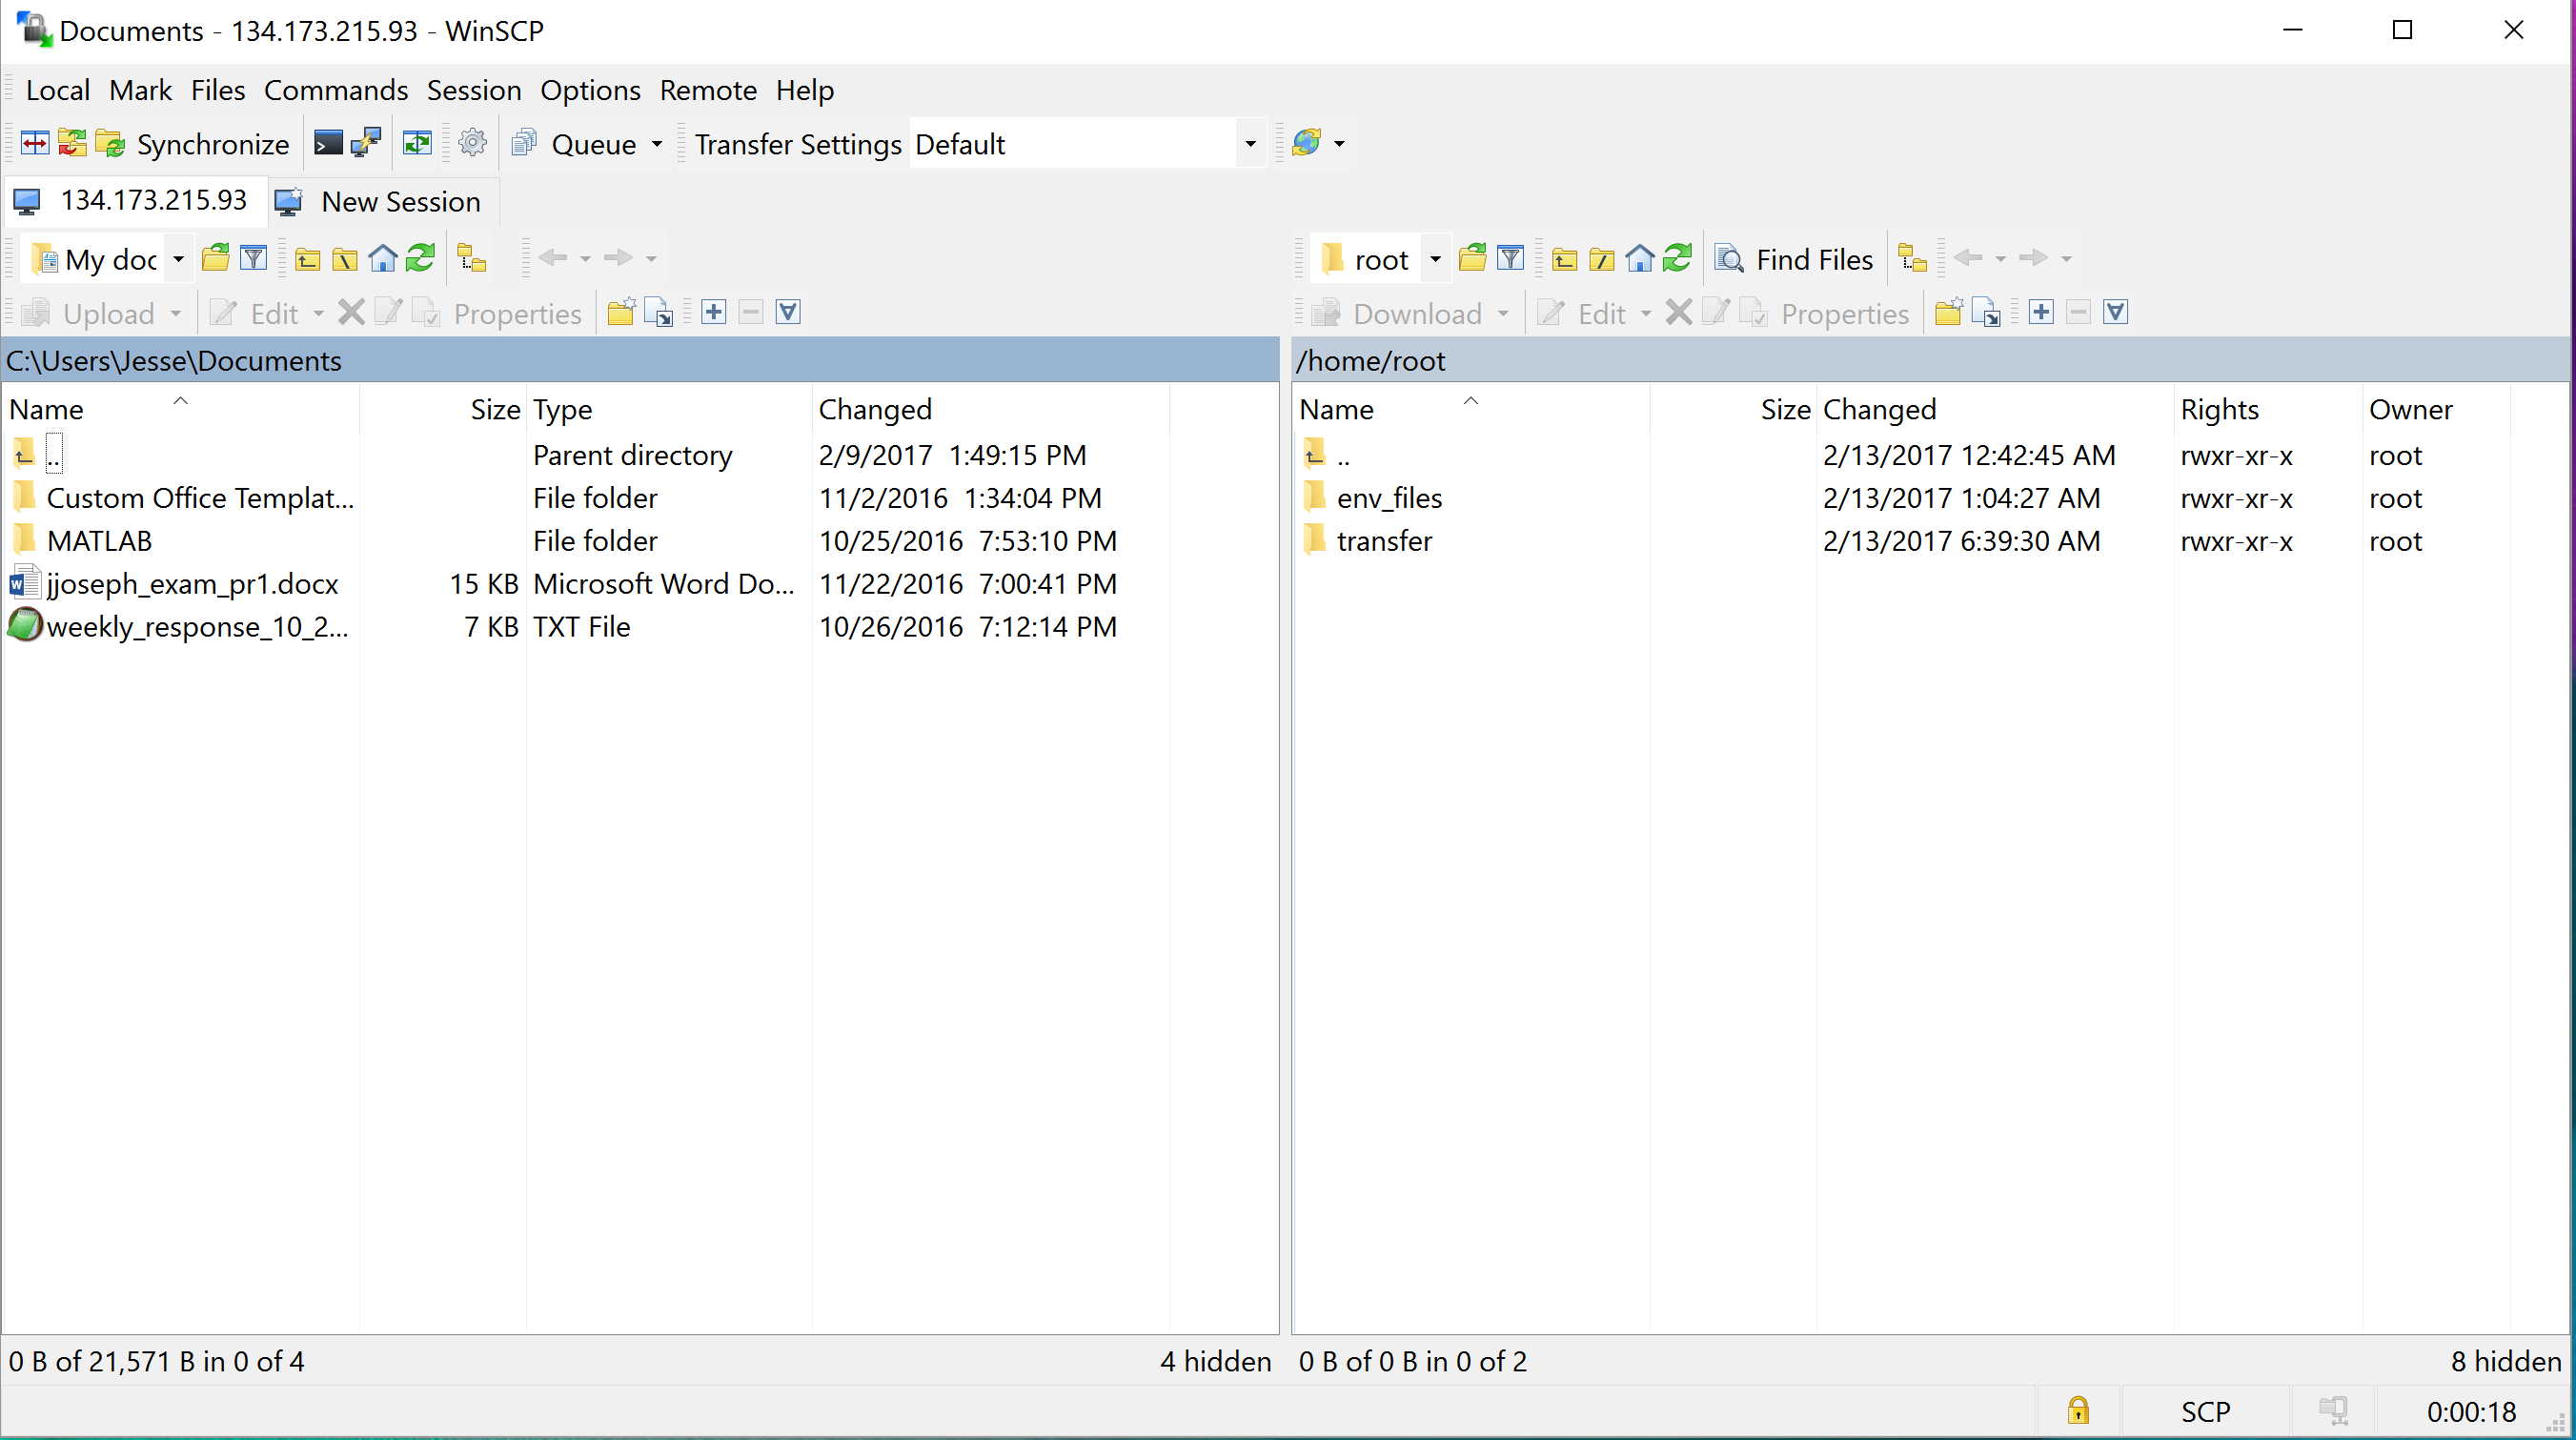 Documents - 134.173.215.93 - WinSCP
Local Mark Files Commands Session Options Remote Help
Synchronize Queue Transfer Settings Default
134.173.215.93 New Session
My doc
root Find Files
Upload Edit Properties
Download Edit Properties
C:\Users\Jesse\Documents
Name Size Type Changed
.. Parent directory 2/9/2017 1:49:15 PM
Custom Office Templat... File folder 11/2/2016 1:34:04 PM
MATLAB File folder 10/25/2016 7:53:10 PM
jjoseph_exam_pr1.docx 15 KB Microsoft Word Do... 11/22/2016 7:00:41 PM
weekly_response_10_2... 7 KB TXT File 10/26/2016 7:12:14 PM
0 B of 21,571 B in 0 of 4 4 hidden
/home/root
Name Size Changed Rights Owner
.. 2/13/2017 12:42:45 AM rwxr-xr-x root
env_files 2/13/2017 1:04:27 AM rwxr-xr-x root
transfer 2/13/2017 6:39:30 AM rwxr-xr-x root
0 B of 0 B in 0 of 2 8 hidden
SCP 0:00:18